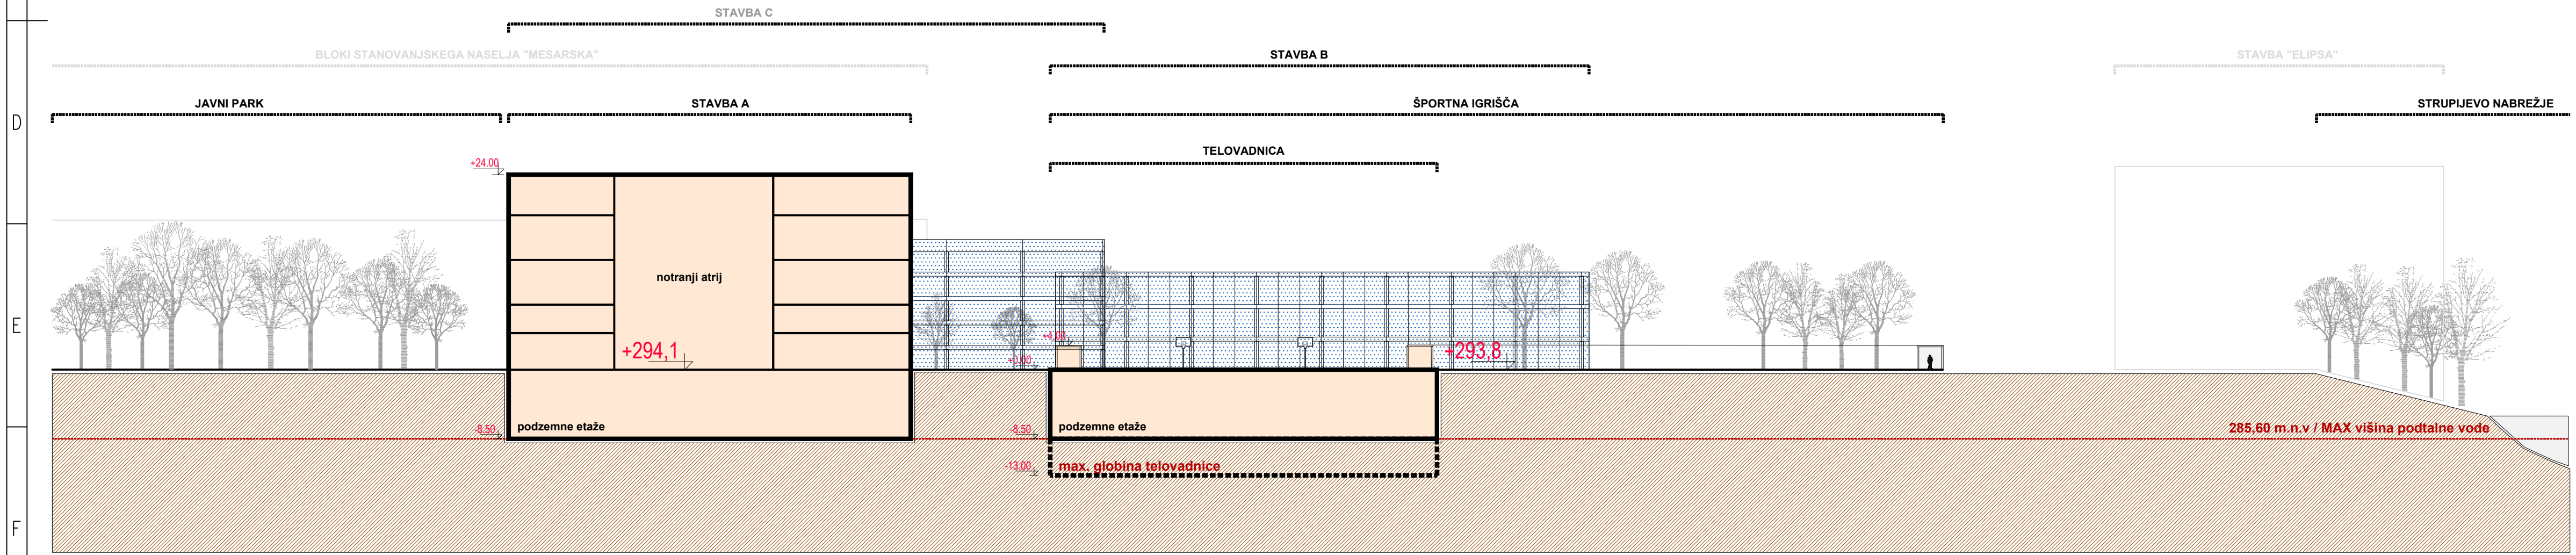 STAVBA C
BLOKI STANOVANJSKEGA NASELJA "MESARSKA"
STAVBA B
STAVBA "ELIPSA"
JAVNI PARK
STAVBA A
ŠPORTNA IGRIŠČA
STRUPIJEVO NABREŽJE
D
TELOVADNICA
+24.00
notranji atrij
E
+4.00
+294,1
+293,8
+0.00
podzemne etaže
podzemne etaže
-8.50
-8.50
285,60 m.n.v / MAX višina podtalne vode
-13.00
max. globina telovadnice
F